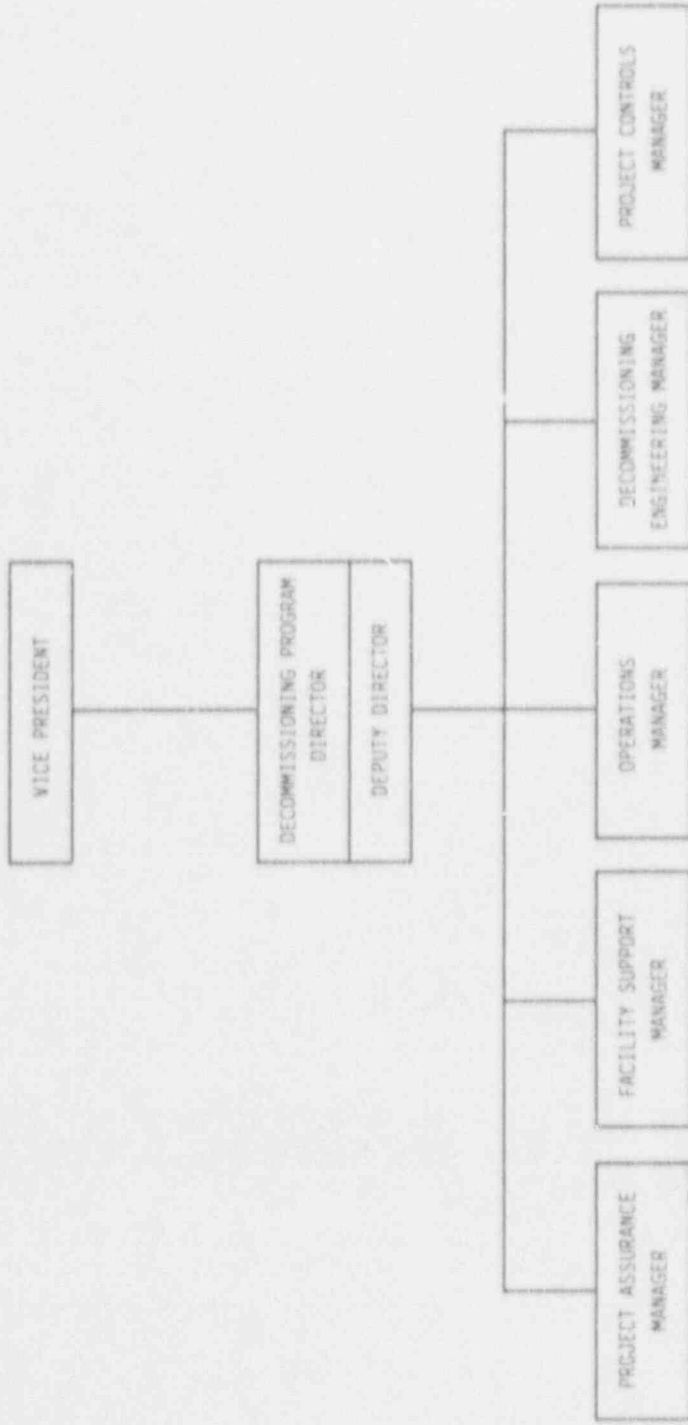 VICE PRESIDENT
DECOMMISSIONING PROGRAM
DIRECTOR
DEPUTY DIRECTOR
PROJECT ASSURANCE
MANAGER
FACILITY SUPPORT
MANAGER
OPERATIONS
MANAGER
DECOMMISSIONING
ENGINEERING MANAGER
PROJECT CONTROLS
MANAGER